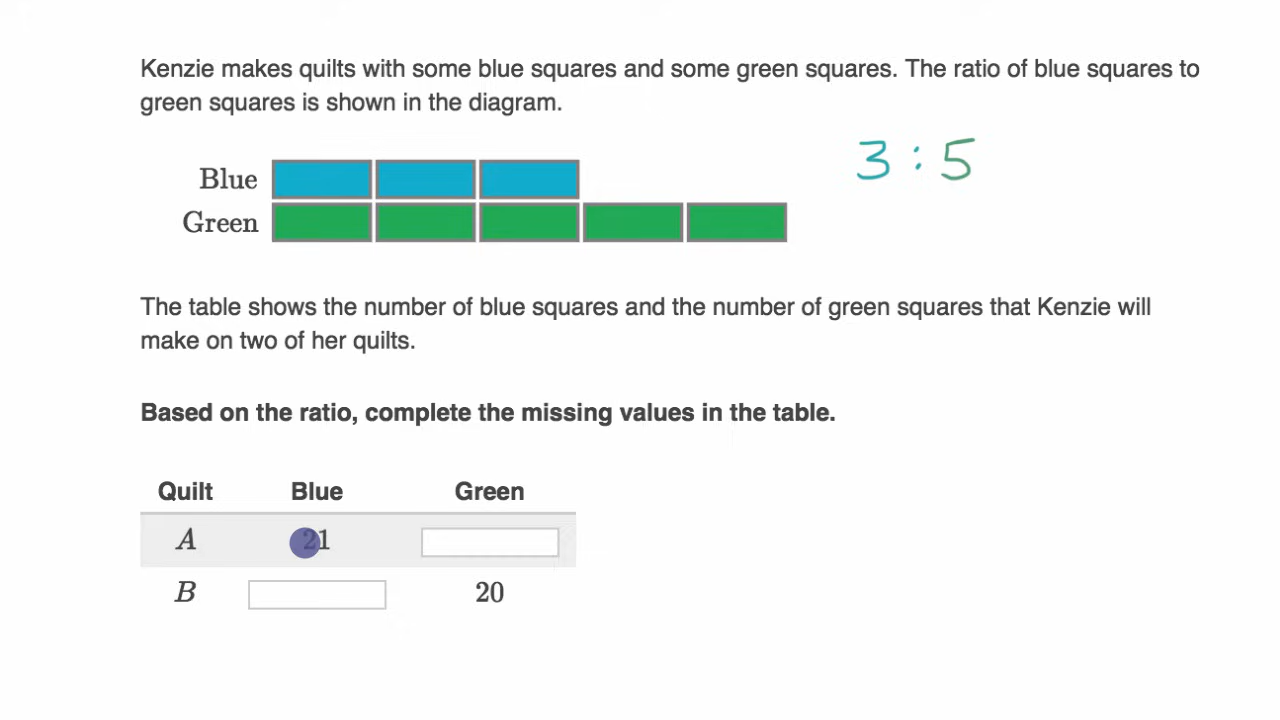 Kenzie makes quilts with some blue squares and some green squares. The ratio of blue squares to
green squares is shown in the diagram.
3 : 5
Blue
Green
The table shows the number of blue squares and the number of green squares that Kenzie will
make on two of her quilts.
Based on the ratio, complete the missing values in the table.
Quilt Blue Green
A 21
B 20